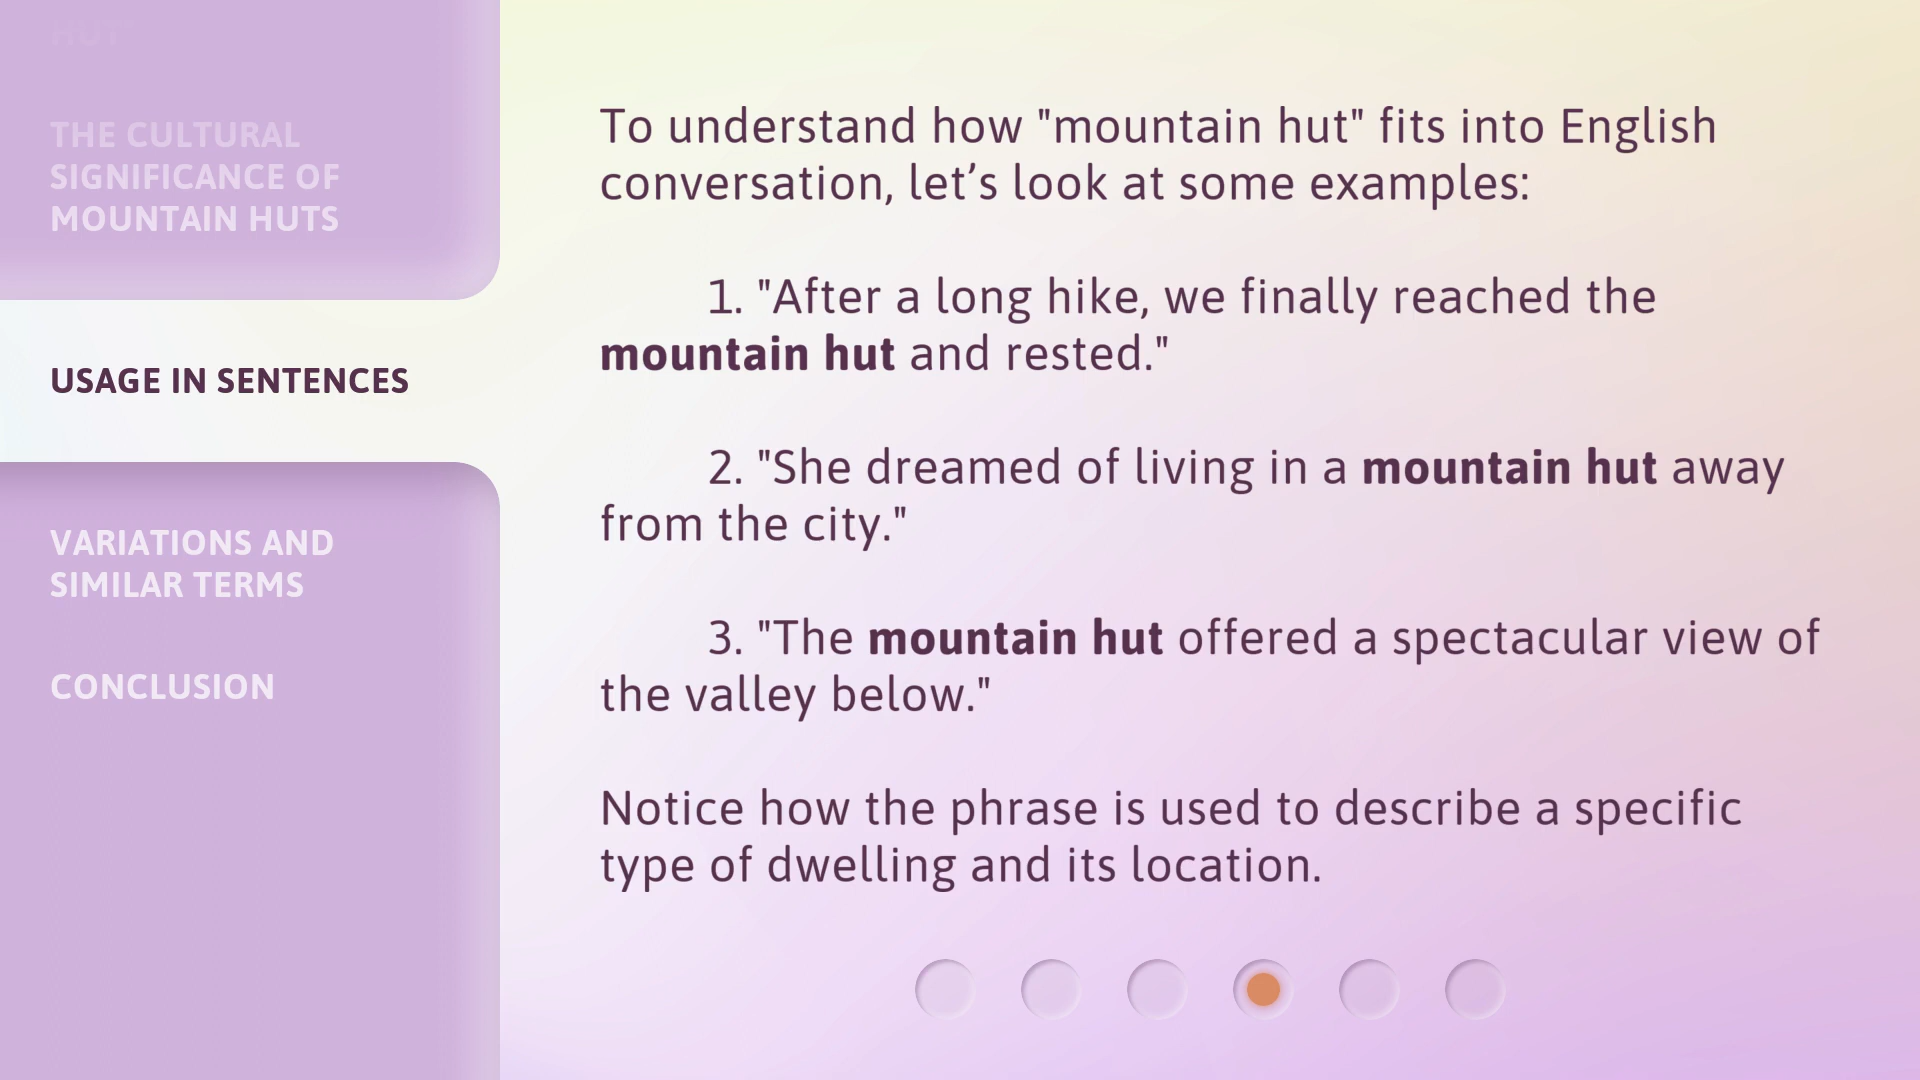 HUT"
THE CULTURAL
SIGNIFICANCE OF
MOUNTAIN HUTS
USAGE IN SENTENCES
VARIATIONS AND
SIMILAR TERMS
CONCLUSION
To understand how "mountain hut" fits into English
conversation, let’s look at some examples:
1. "After a long hike, we finally reached the
mountain hut and rested."
2. "She dreamed of living in a mountain hut away
from the city."
3. "The mountain hut offered a spectacular view of
the valley below."
Notice how the phrase is used to describe a specific
type of dwelling and its location.